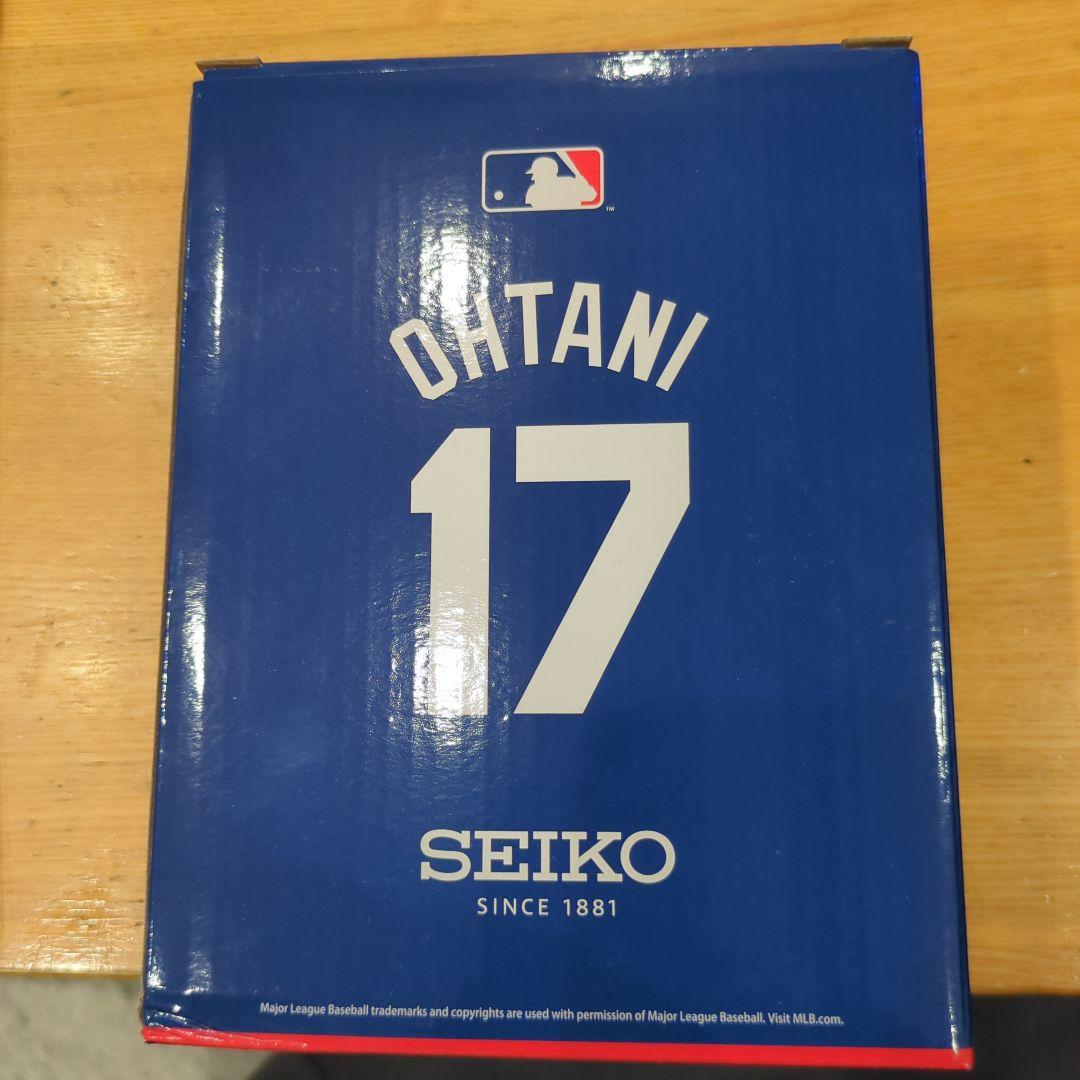 TM
OHTANI
17
SEIKO
SINCE 1881
Major League Baseball trademarks and copyrights are used with permission of Major League Baseball. Visit MLB.com.